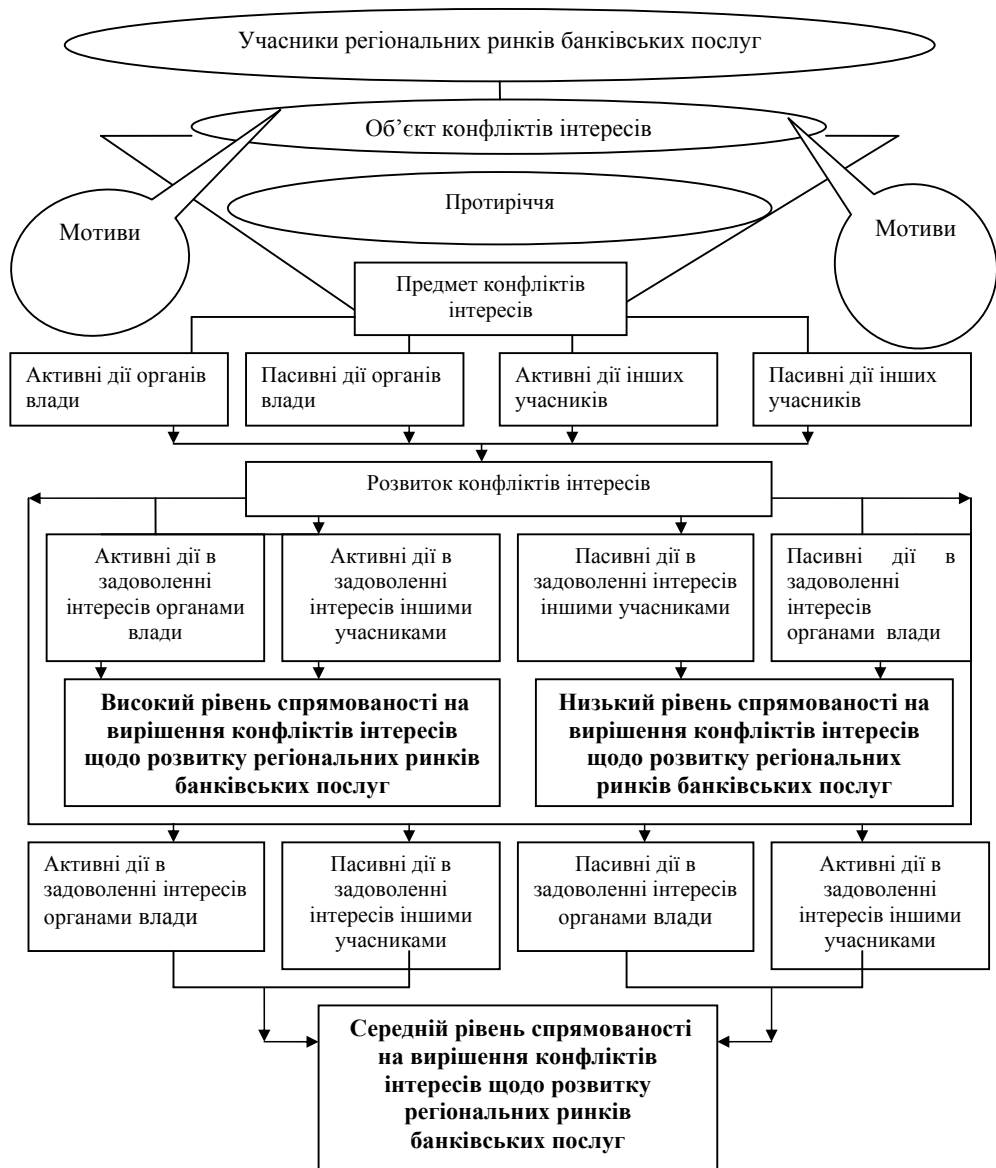 Учасники регіональних ринків банківських послуг
Об’єкт конфліктів інтересів
Протиріччя
Мотиви
Мотиви
Предмет конфліктів
інтересів
Активні дії органів
влади
Пасивні дії органів
влади
Активні дії інших
учасників
Пасивні дії інших
учасників
Розвиток конфліктів інтересів
Активні дії в
задоволенні
інтересів органами
влади
Активні дії в
задоволенні
інтересів іншими
учасниками
Пасивні дії в
задоволенні інтересів
іншими учасниками
Пасивні дії в
задоволенні
інтересів
органами влади
Високий рівень спрямованості на
вирішення конфліктів інтересів
щодо розвитку регіональних ринків
банківських послуг
Низький рівень спрямованості на
вирішення конфліктів інтересів
щодо розвитку регіональних
ринків банківських послуг
Активні дії в
задоволенні інтересів
органами влади
Пасивні дії в
задоволенні
інтересів іншими
учасниками
Пасивні дії в
задоволенні інтересів
органами влади
Активні дії в
задоволенні
інтересів іншими
учасниками
Середній рівень спрямованості
на вирішення конфліктів
інтересів щодо розвитку
регіональних ринків
банківських послуг